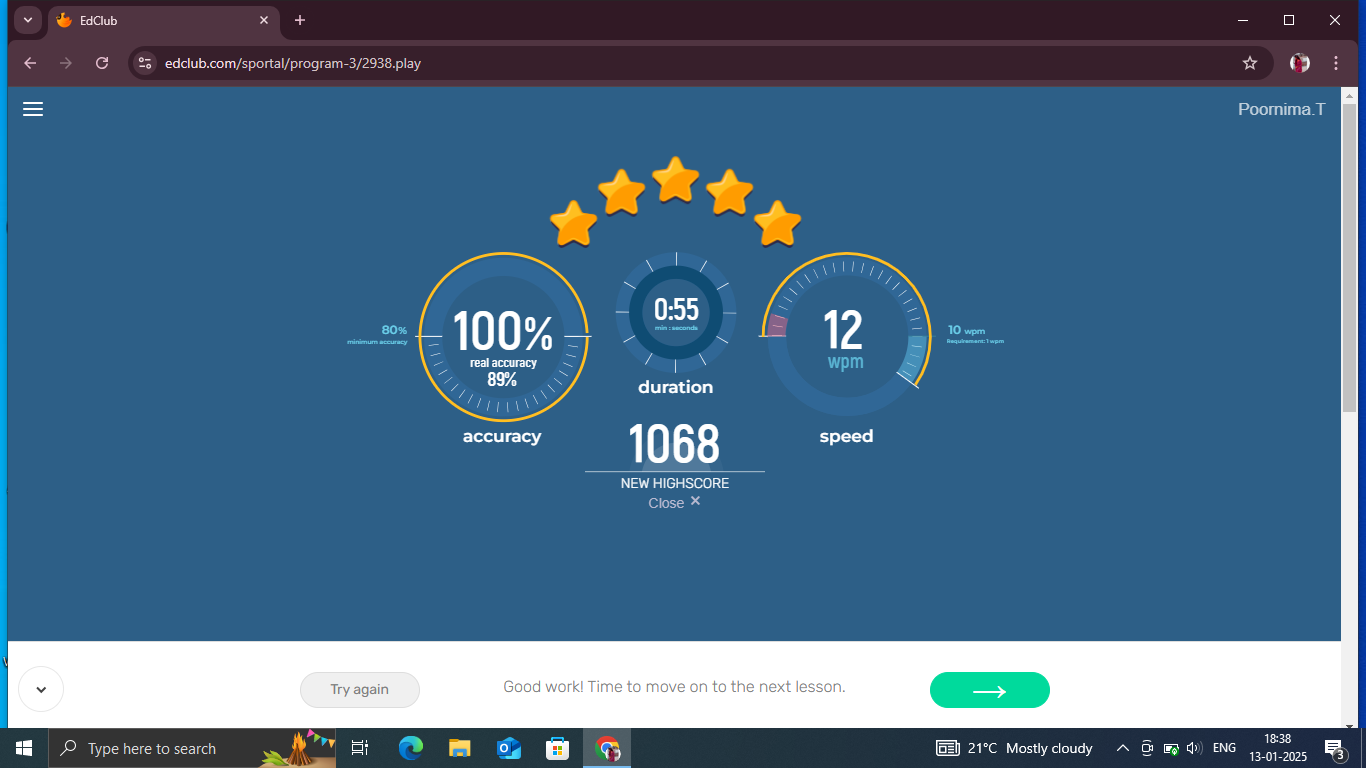 EdClub
edclub.com/sportal/program-3/2938.play
Poornima.T
80%
minimum accuracy
100%
real accuracy
89%
accuracy
0:55
min : seconds
duration
12
wpm
speed
10 wpm
Requirement: 1 wpm
1068
NEW HIGHSCORE
Close ×
Try again
Good work! Time to move on to the next lesson.
Type here to search
21°C Mostly cloudy
ENG
18:38
13-01-2025
3